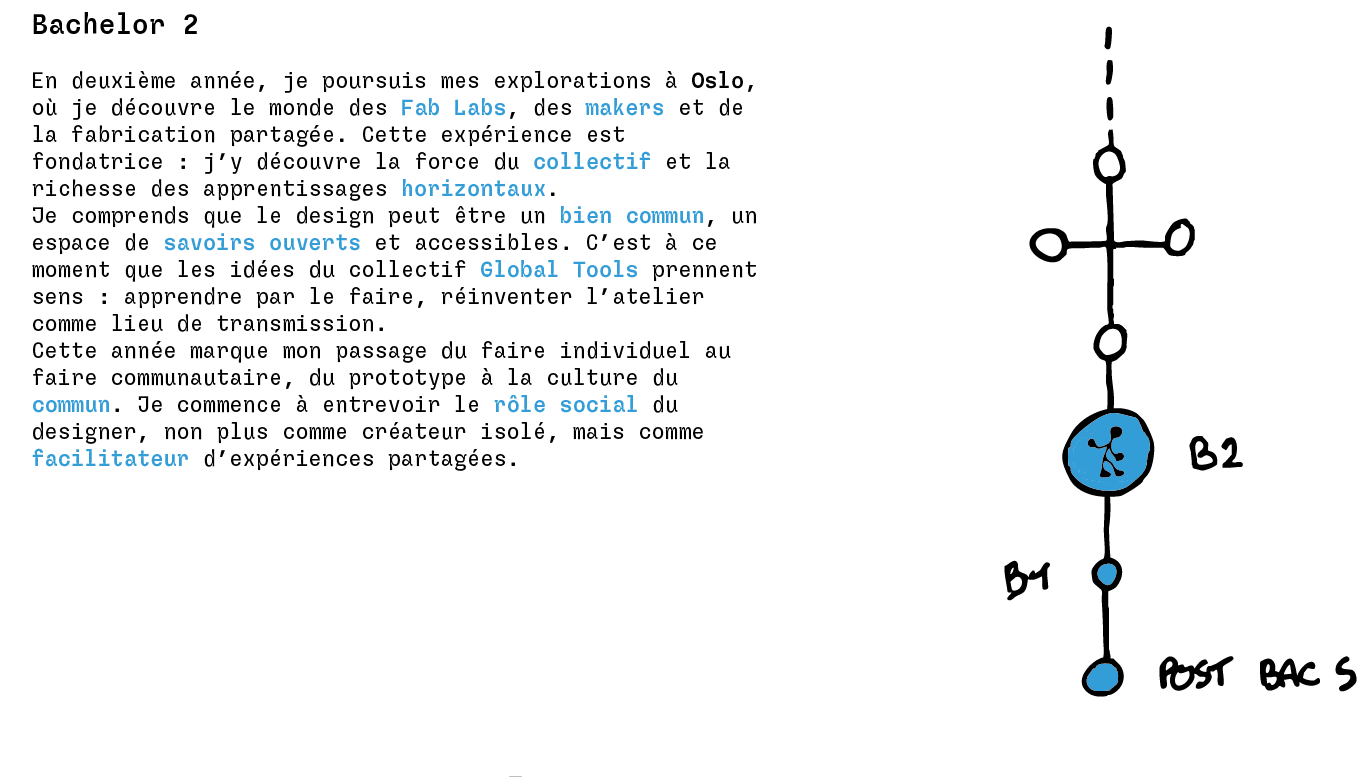 Bachelor 2
En deuxième année, je poursuis mes explorations à Oslo,
où je découvre le monde des Fab Labs, des makers et de
la fabrication partagée. Cette expérience est
fondatrice : j’y découvre la force du collectif et la
richesse des apprentissages horizontaux.
Je comprends que le design peut être un bien commun, un
espace de savoirs ouverts et accessibles. C’est à ce
moment que les idées du collectif Global Tools prennent
sens : apprendre par le faire, réinventer l’atelier
comme lieu de transmission.
Cette année marque mon passage du faire individuel au
faire communautaire, du prototype à la culture du
commun. Je commence à entrevoir le rôle social du
designer, non plus comme créateur isolé, mais comme
facilitateur d’expériences partagées.
B2
B1
POST BAC S